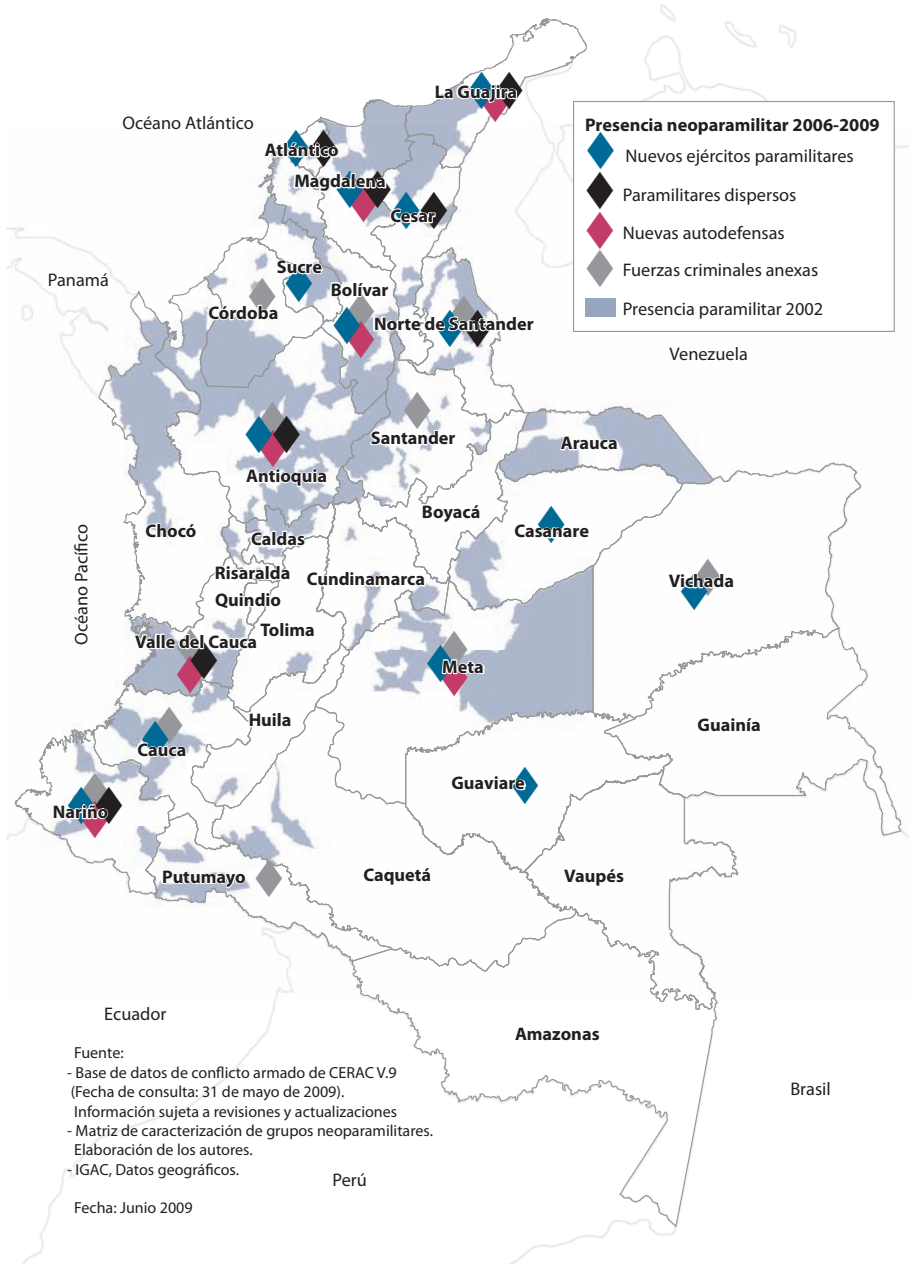 La Guajira
Océano Atlántico
Presencia neoparamilitar 2006-2009
Nuevos ejércitos paramilitares
Paramilitares dispersos
Nuevas autodefensas
Fuerzas criminales anexas
Presencia paramilitar 2002
Atlántico
Magdalena
Cesar
Panamá
Sucre
Bolívar
Córdoba
Norte de Santander
Venezuela
Santander
Arauca
Antioquia
Boyacá
Chocó
Casanare
Caldas
Océano Pacífico
Risaralda
Cundinamarca
Vichada
Quindio
Tolima
Valle del Cauca
Meta
Huila
Guainía
Cauca
Guaviare
Nariño
Putumayo
Caquetá
Vaupés
Ecuador
Amazonas
Fuente:
- Base de datos de conflicto armado de CERAC V.9
(Fecha de consulta: 31 de mayo de 2009).
Información sujeta a revisiones y actualizaciones
- Matriz de caracterización de grupos neoparamilitares.
Elaboración de los autores.
- IGAC, Datos geográficos.
Brasil
Perú
Fecha: Junio 2009